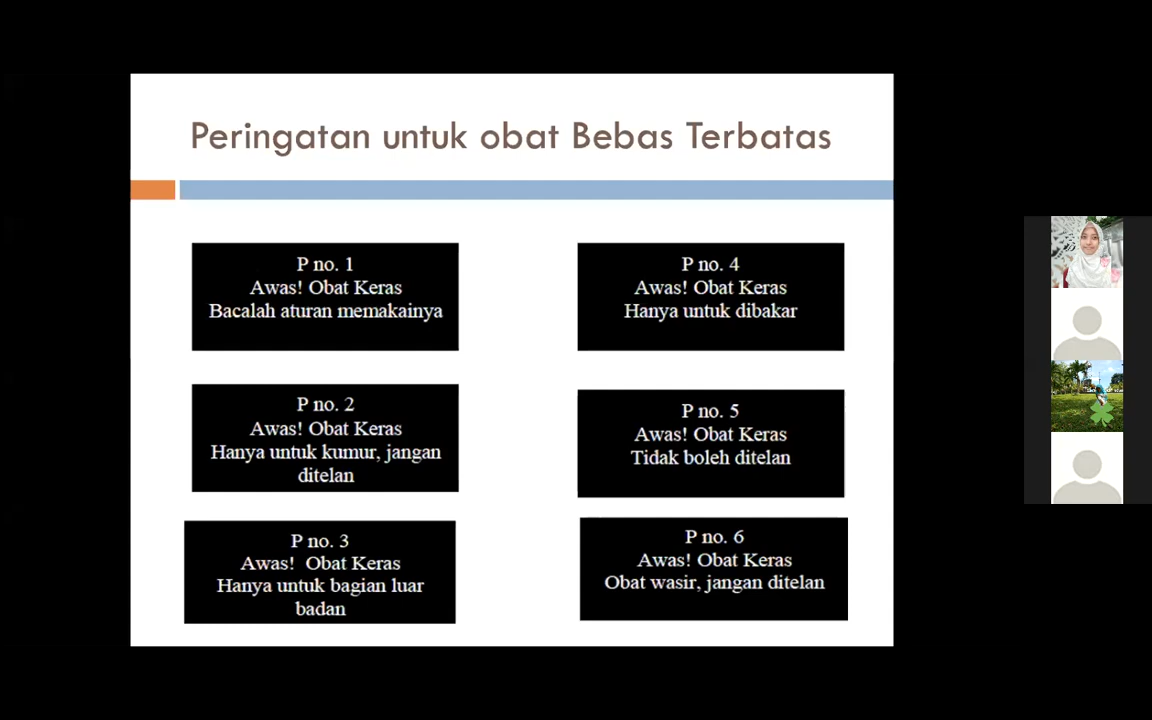 Peringatan untuk obat Bebas Terbatas
P no. 1
Awas! Obat Keras
Bacalah aturan memakainya
P no. 2
Awas! Obat Keras
Hanya untuk kumur, jangan
ditelan
P no. 3
Awas! Obat Keras
Hanya untuk bagian luar
badan
P no. 4
Awas! Obat Keras
Hanya untuk dibakar
P no. 5
Awas! Obat Keras
Tidak boleh ditelan
P no. 6
Awas! Obat Keras
Obat wasir, jangan ditelan